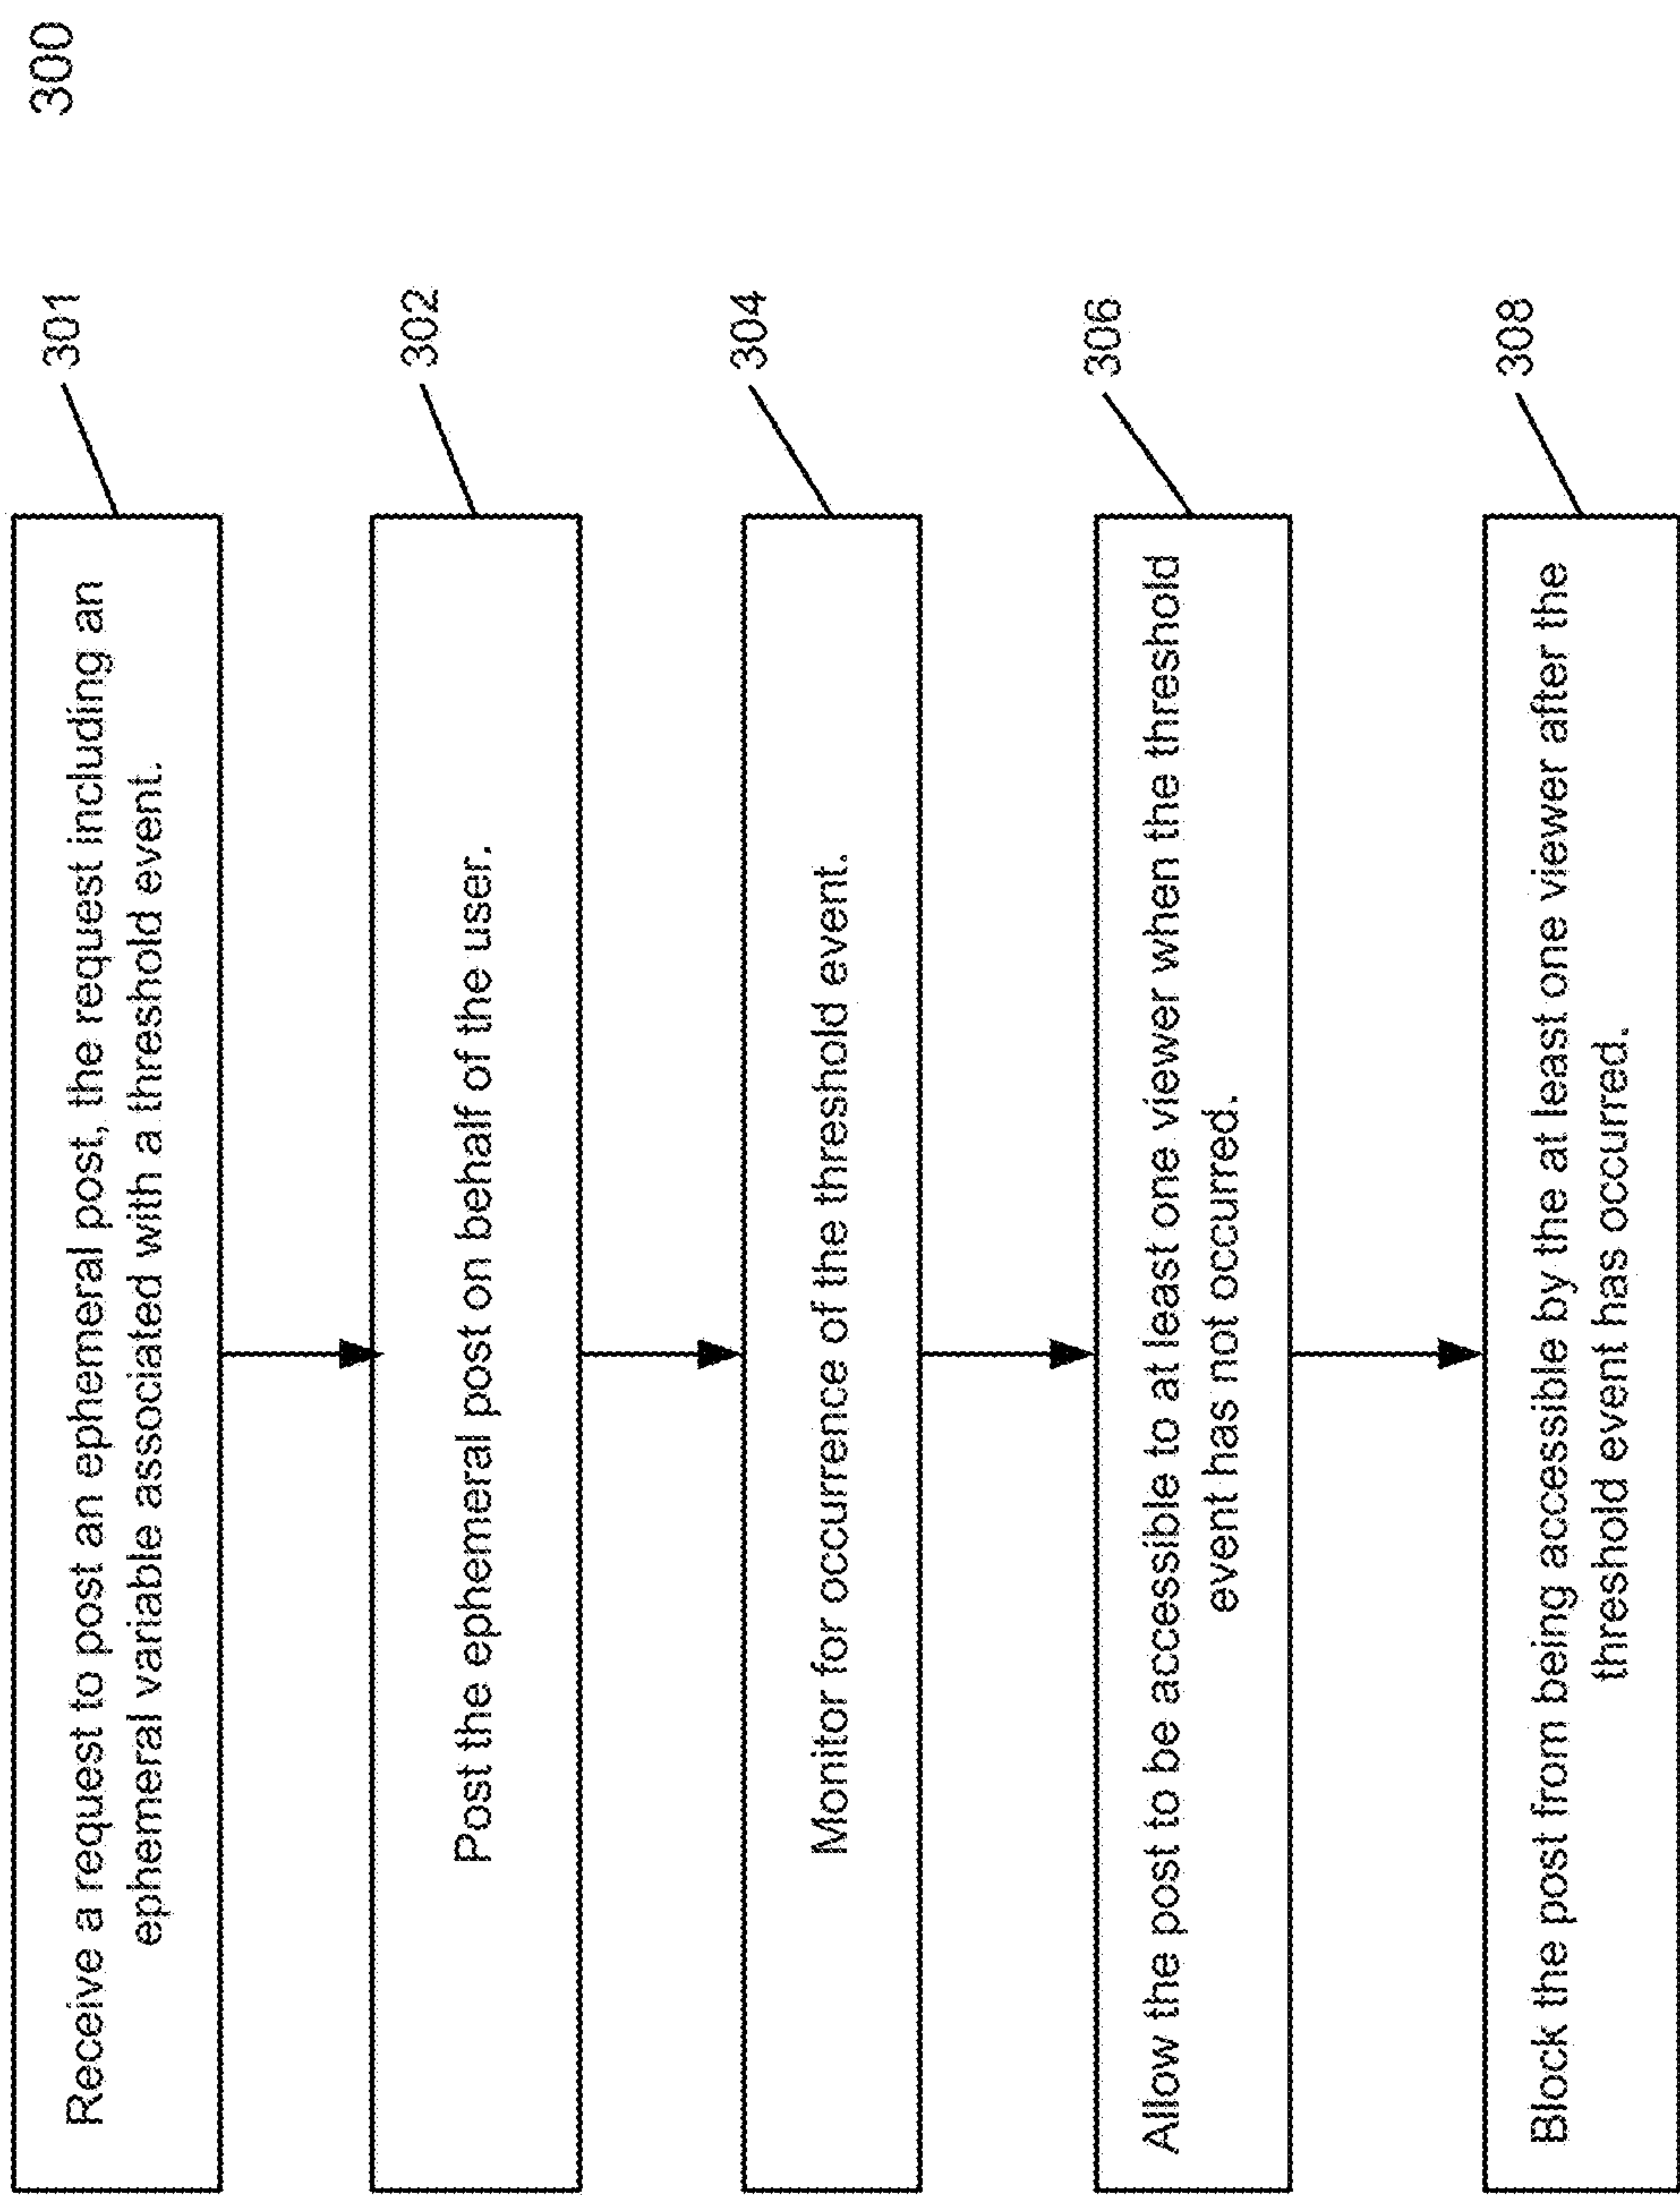 300
301
Receive a request to post an ephemeral post, the request including an
ephemeral variable associated with a threshold event.
302
Post the ephemeral post on behalf of the user.
304
Monitor for occurrence of the threshold event.
306
Allow the post to be accessible to at least one viewer when the threshold
event has not occurred.
308
Block the post from being accessible by the at least one viewer after the
threshold event has occurred.